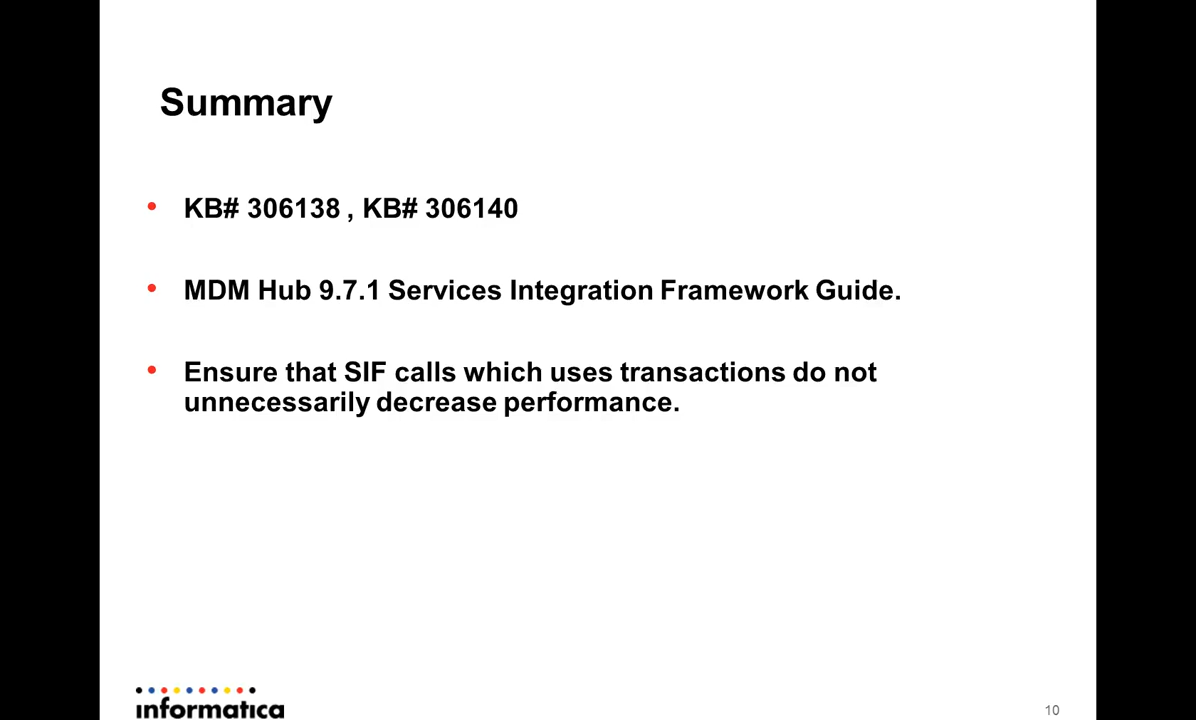 Summary
• KB# 306138 , KB# 306140
• MDM Hub 9.7.1 Services Integration Framework Guide.
• Ensure that SIF calls which uses transactions do not
unnecessarily decrease performance.
informatica
10